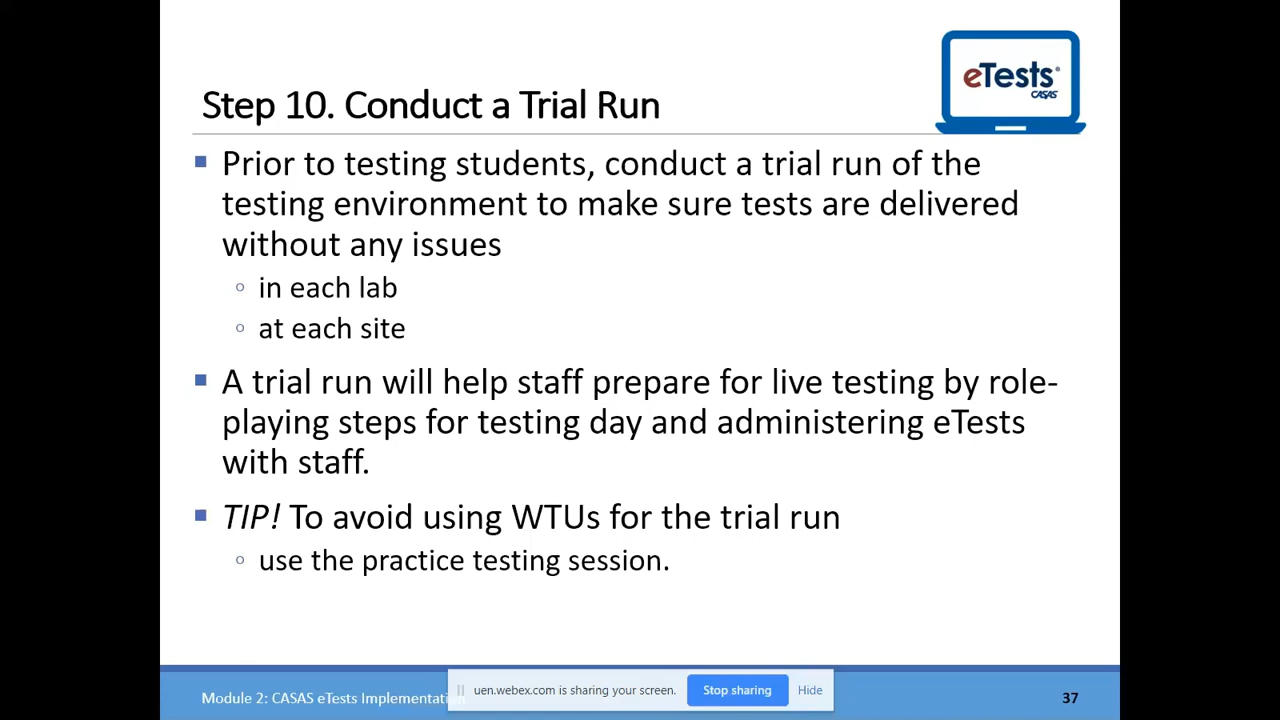 eTests®
CASAS
Step 10. Conduct a Trial Run
Prior to testing students, conduct a trial run of the
testing environment to make sure tests are delivered
without any issues
in each lab
at each site
A trial run will help staff prepare for live testing by role-
playing steps for testing day and administering eTests
with staff.
TIP! To avoid using WTUs for the trial run
use the practice testing session.
Module 2: CASAS eTests Implementation
uen.webex.com is sharing your screen.
Stop sharing
Hide
37